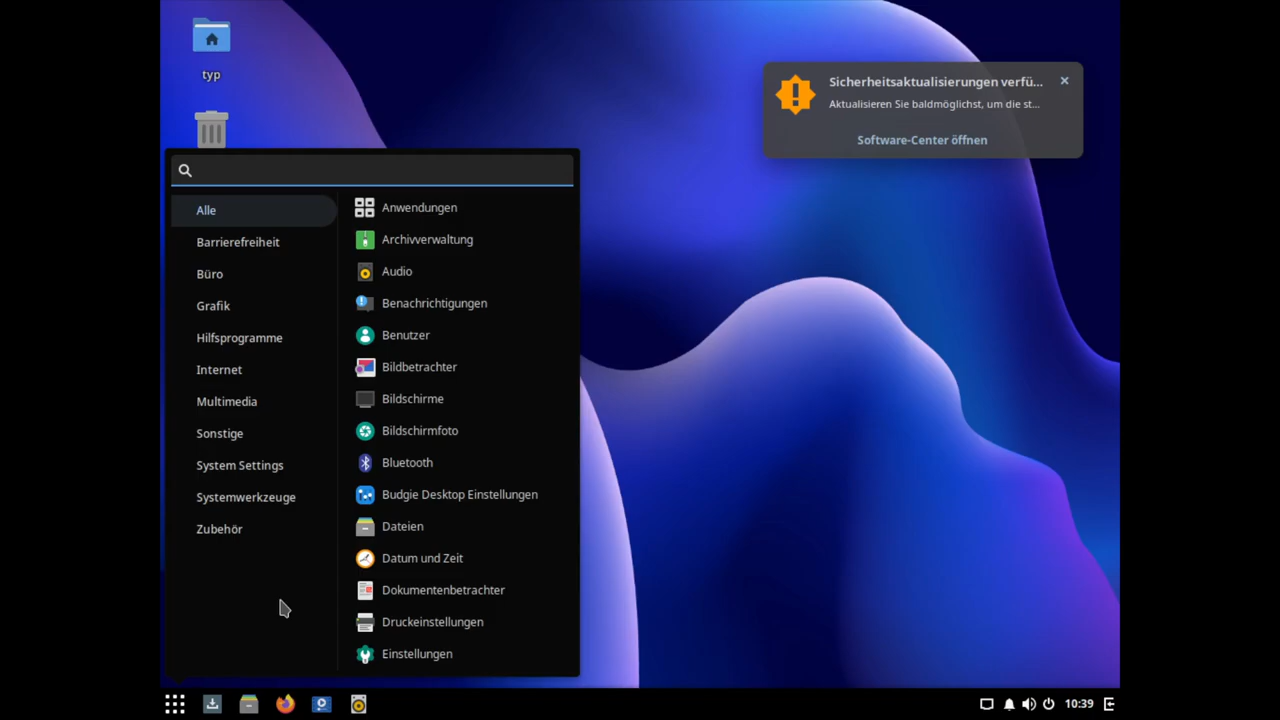 typ
Sicherheitsaktualisierungen verfü...
Aktualisieren Sie baldmöglichst, um die st...
Software-Center öffnen
Alle
Barrierefreiheit
Büro
Grafik
Hilfsprogramme
Internet
Multimedia
Sonstige
System Settings
Systemwerkzeuge
Zubehör
Anwendungen
Archivverwaltung
Audio
Benachrichtigungen
Benutzer
Bildbetrachter
Bildschirme
Bildschirmfoto
Bluetooth
Budgie Desktop Einstellungen
Dateien
Datum und Zeit
Dokumentenbetrachter
Druckeinstellungen
Einstellungen
10:39